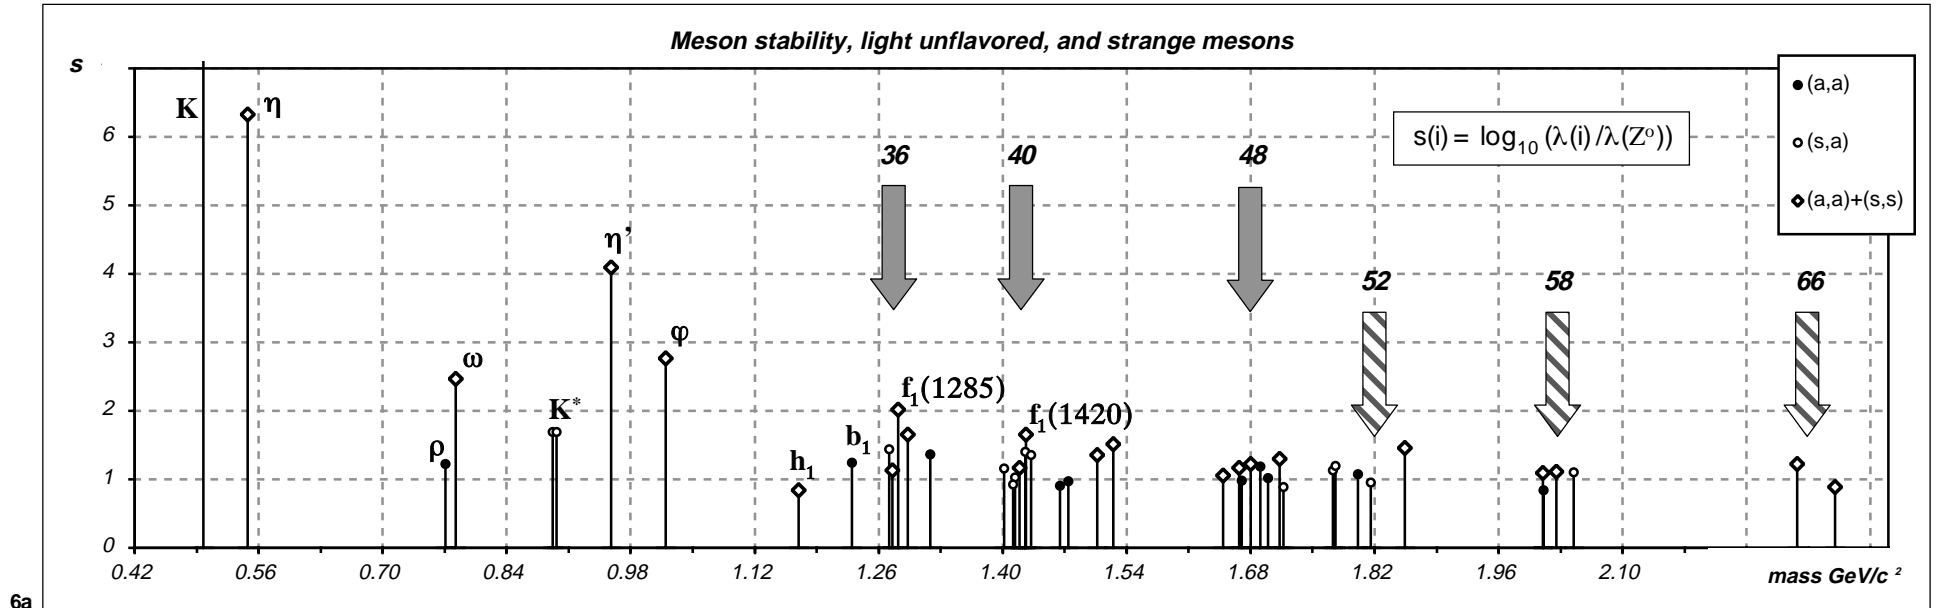 Meson stability, light unflavored, and strange mesons
s
(a,a)
(s,a)
(a,a)+(s,s)
s(i) = log10 (λ(i)/λ(Zo))
K
η
η’
ω
φ
ρ
K*
h1
b1
f1(1285)
f1(1420)
36
40
48
52
58
66
6
5
4
3
2
1
0
0.42 0.56 0.70 0.84 0.98 1.12 1.26 1.40 1.54 1.68 1.82 1.96 2.10 mass GeV/c 2
6a